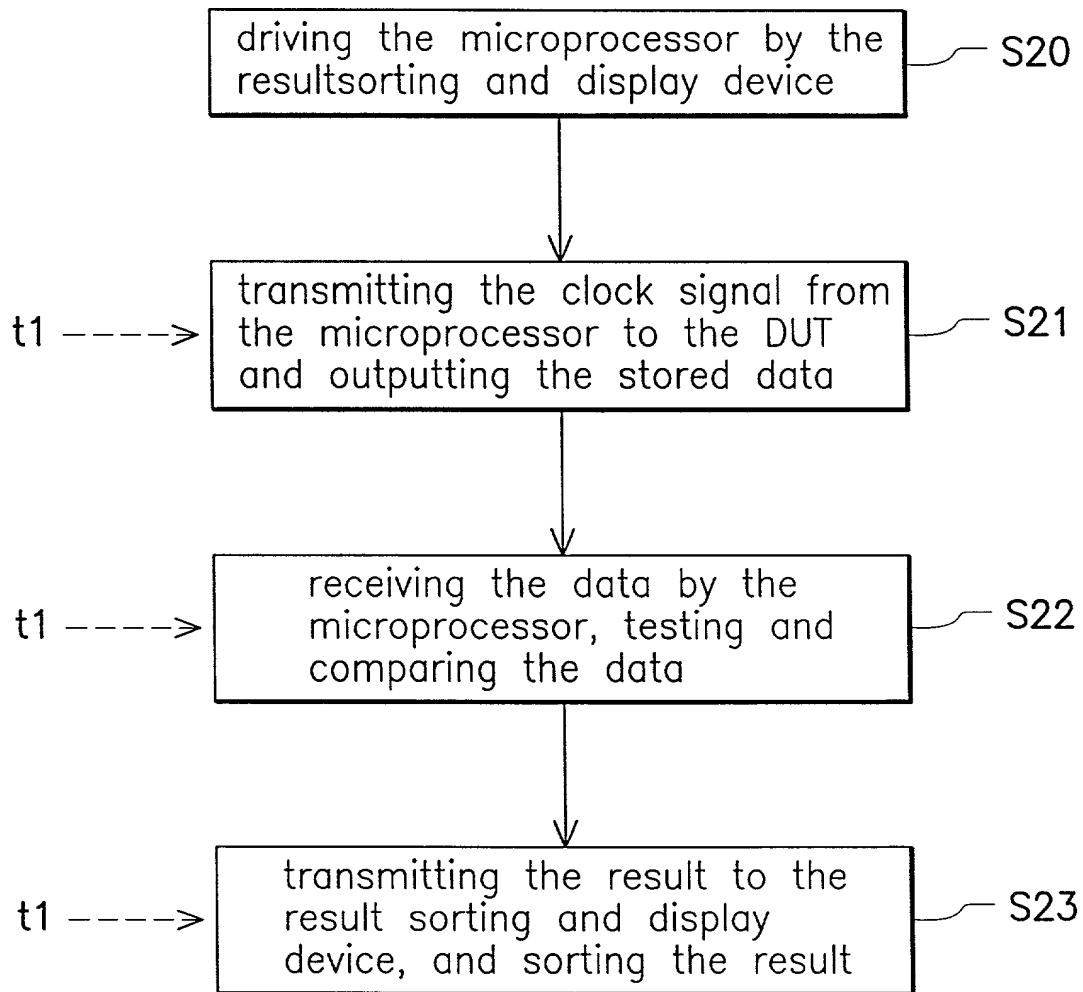 driving the microprocessor by the
resultsorting and display device
S20
transmitting the clock signal from
the microprocessor to the DUT
and outputting the stored data
t1
S21
receiving the data by the
microprocessor, testing and
comparing the data
t1
S22
transmitting the result to the
result sorting and display
device, and sorting the result
t1
S23